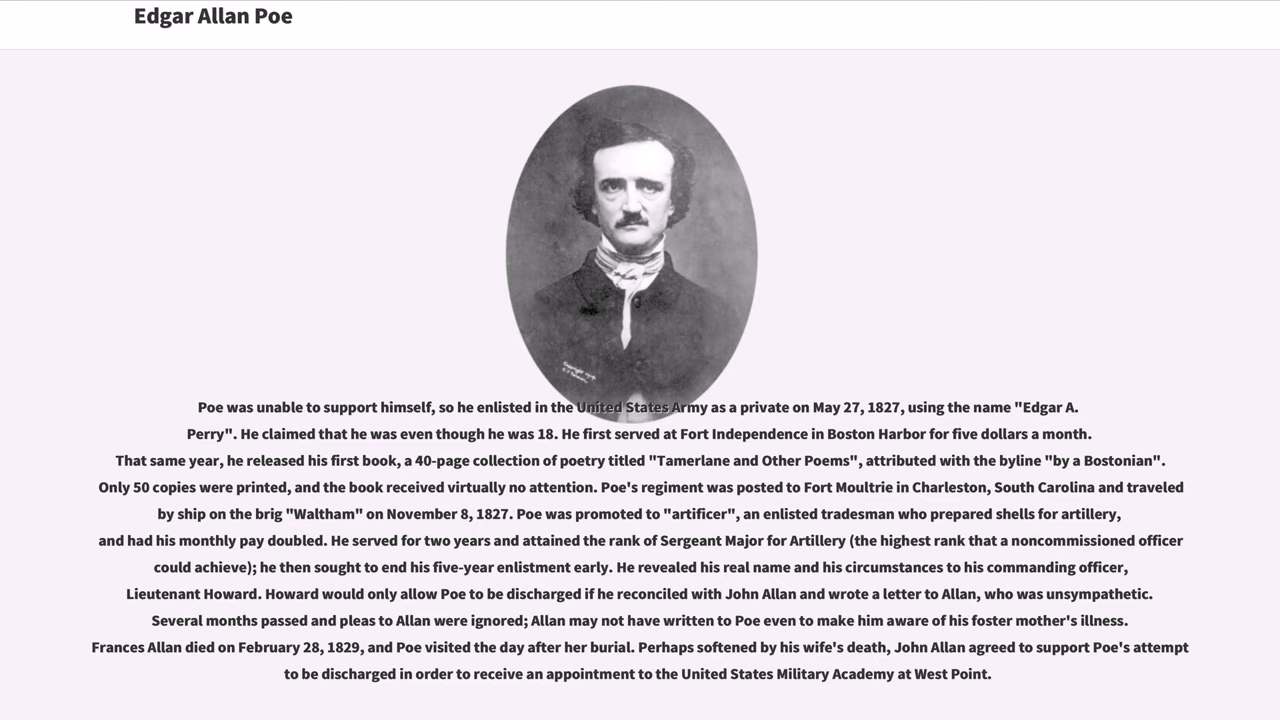 Edgar Allan Poe
Copyright
Poe was unable to support himself, so he enlisted in the United States Army as a private on May 27, 1827, using the name "Edgar A.
Perry". He claimed that he was even though he was 18. He first served at Fort Independence in Boston Harbor for five dollars a month.
That same year, he released his first book, a 40-page collection of poetry titled "Tamerlane and Other Poems", attributed with the byline "by a Bostonian".
Only 50 copies were printed, and the book received virtually no attention. Poe's regiment was posted to Fort Moultrie in Charleston, South Carolina and traveled
by ship on the brig "Waltham" on November 8, 1827. Poe was promoted to "artificer", an enlisted tradesman who prepared shells for artillery,
and had his monthly pay doubled. He served for two years and attained the rank of Sergeant Major for Artillery (the highest rank that a noncommissioned officer
could achieve); he then sought to end his five-year enlistment early. He revealed his real name and his circumstances to his commanding officer,
Lieutenant Howard. Howard would only allow Poe to be discharged if he reconciled with John Allan and wrote a letter to Allan, who was unsympathetic.
Several months passed and pleas to Allan were ignored; Allan may not have written to Poe even to make him aware of his foster mother's illness.
Frances Allan died on February 28, 1829, and Poe visited the day after her burial. Perhaps softened by his wife's death, John Allan agreed to support Poe's attempt
to be discharged in order to receive an appointment to the United States Military Academy at West Point.